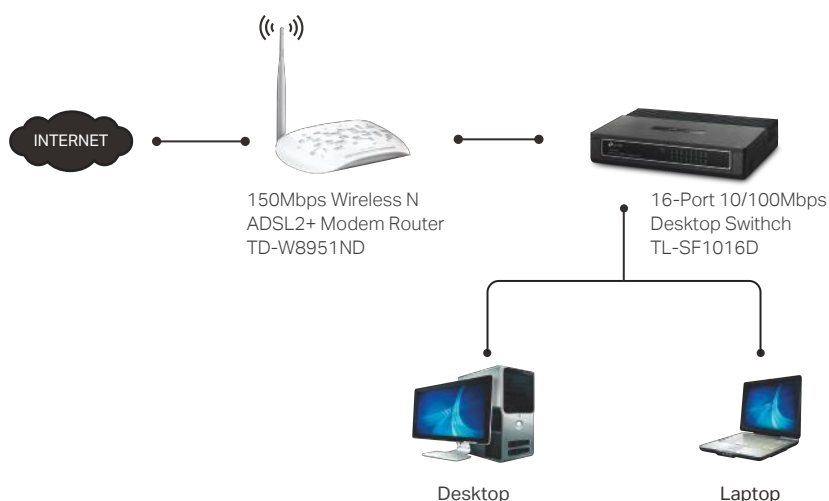 INTERNET
150Mbps Wireless N
ADSL2+ Modem Router
TD-W8951ND
16-Port 10/100Mbps
Desktop Swithch
TL-SF1016D
Desktop
Laptop